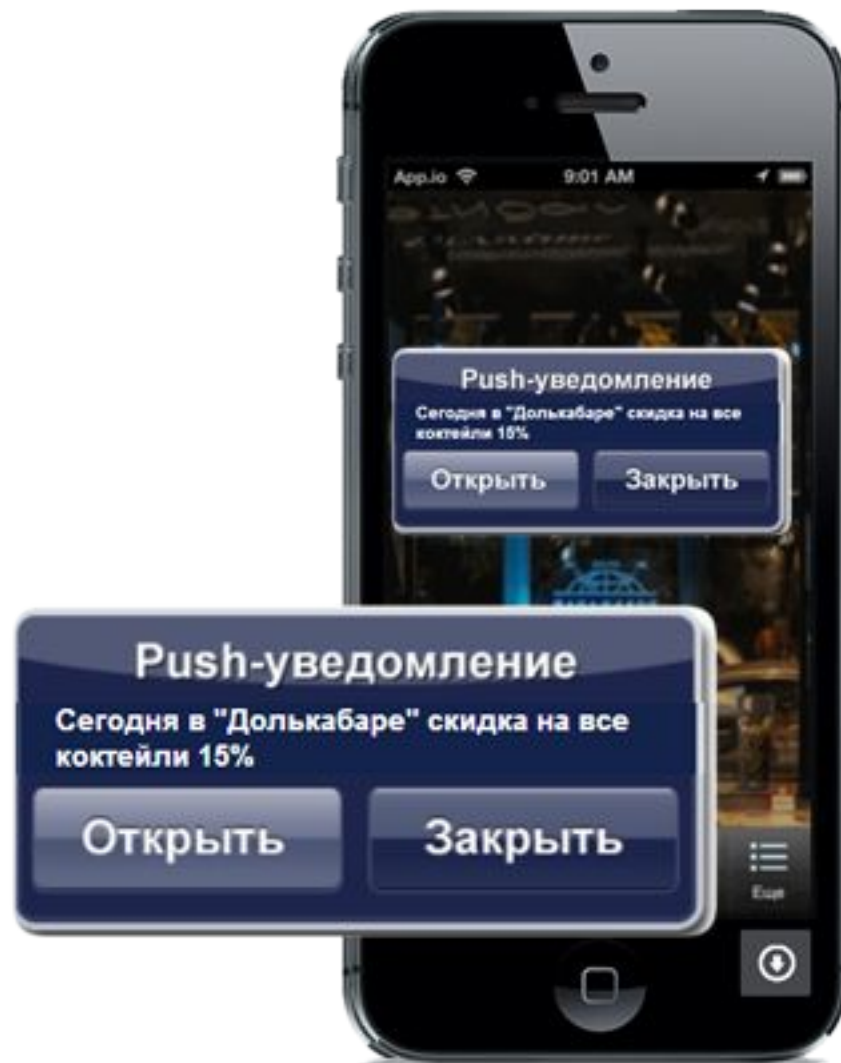 App.io 9:01 AM
Push-уведомление
Сегодня в "Долькабаре" скидка на все
коктейли 15%
Открыть Закрыть
Push-уведомление
Сегодня в "Долькабаре" скидка на все
коктейли 15%
Открыть Закрыть
Еще